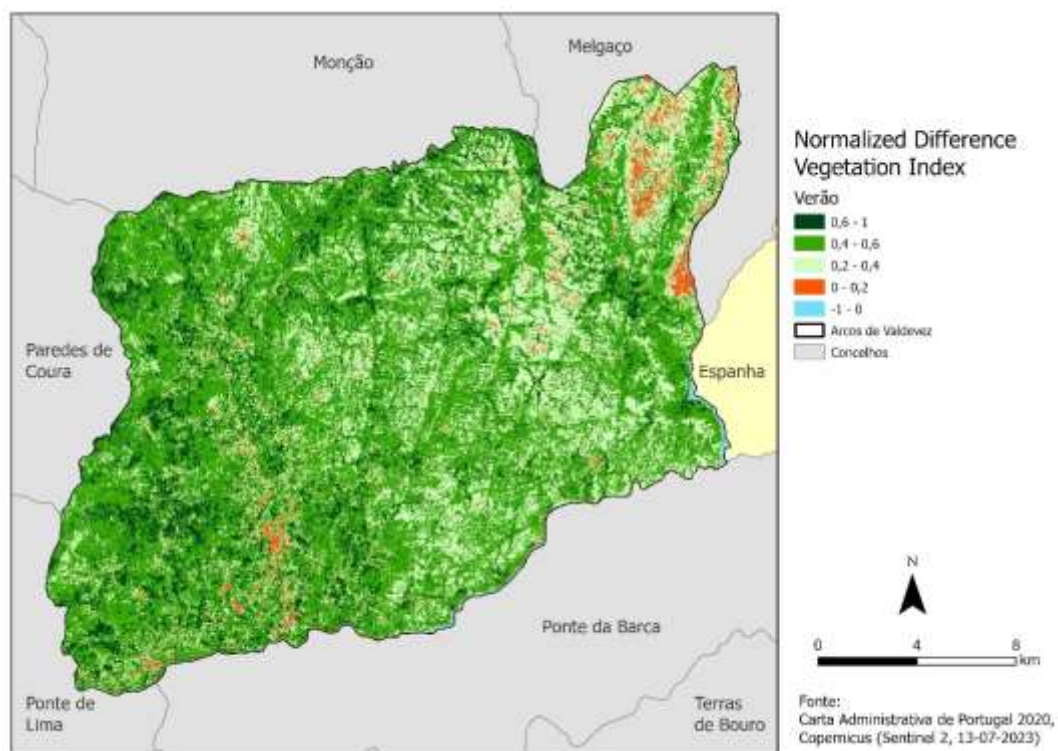 Monção
Melgaço
Paredes de
Coura
Espanha
Ponte da Barca
Ponte de
Lima
Terras
de Bouro
Normalized Difference
Vegetation Index
Verão
0,6 - 1
0,4 - 0,6
0,2 - 0,4
0 - 0,2
-1 - 0
Arcos de Valdevez
Concelhos
N
0 4 8
km
Fonte:
Carta Administrativa de Portugal 2020,
Copernicus (Sentinel 2, 13-07-2023)